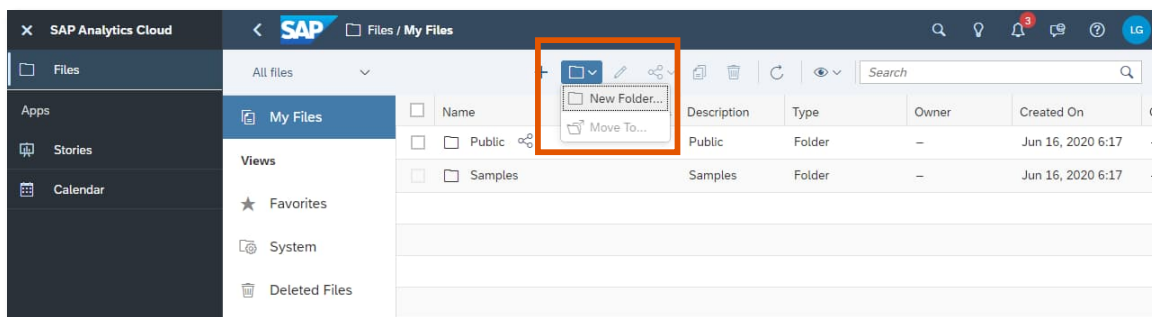 SAP Analytics Cloud
SAP Files / My Files 3 LG
Files
All files
Search
New Folder...
Move To...
Apps
Stories
Calendar
My Files
Views
Favorites
System
Deleted Files
Name Description Type Owner Created On
Public Public Folder – Jun 16, 2020 6:17
Samples Samples Folder – Jun 16, 2020 6:17